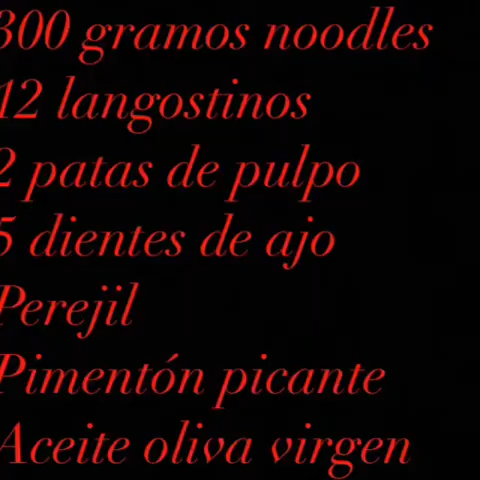 300 gramos noodles
12 langostinos
2 patas de pulpo
5 dientes de ajo
Perejil
Pimentón picante
Aceite oliva virgen